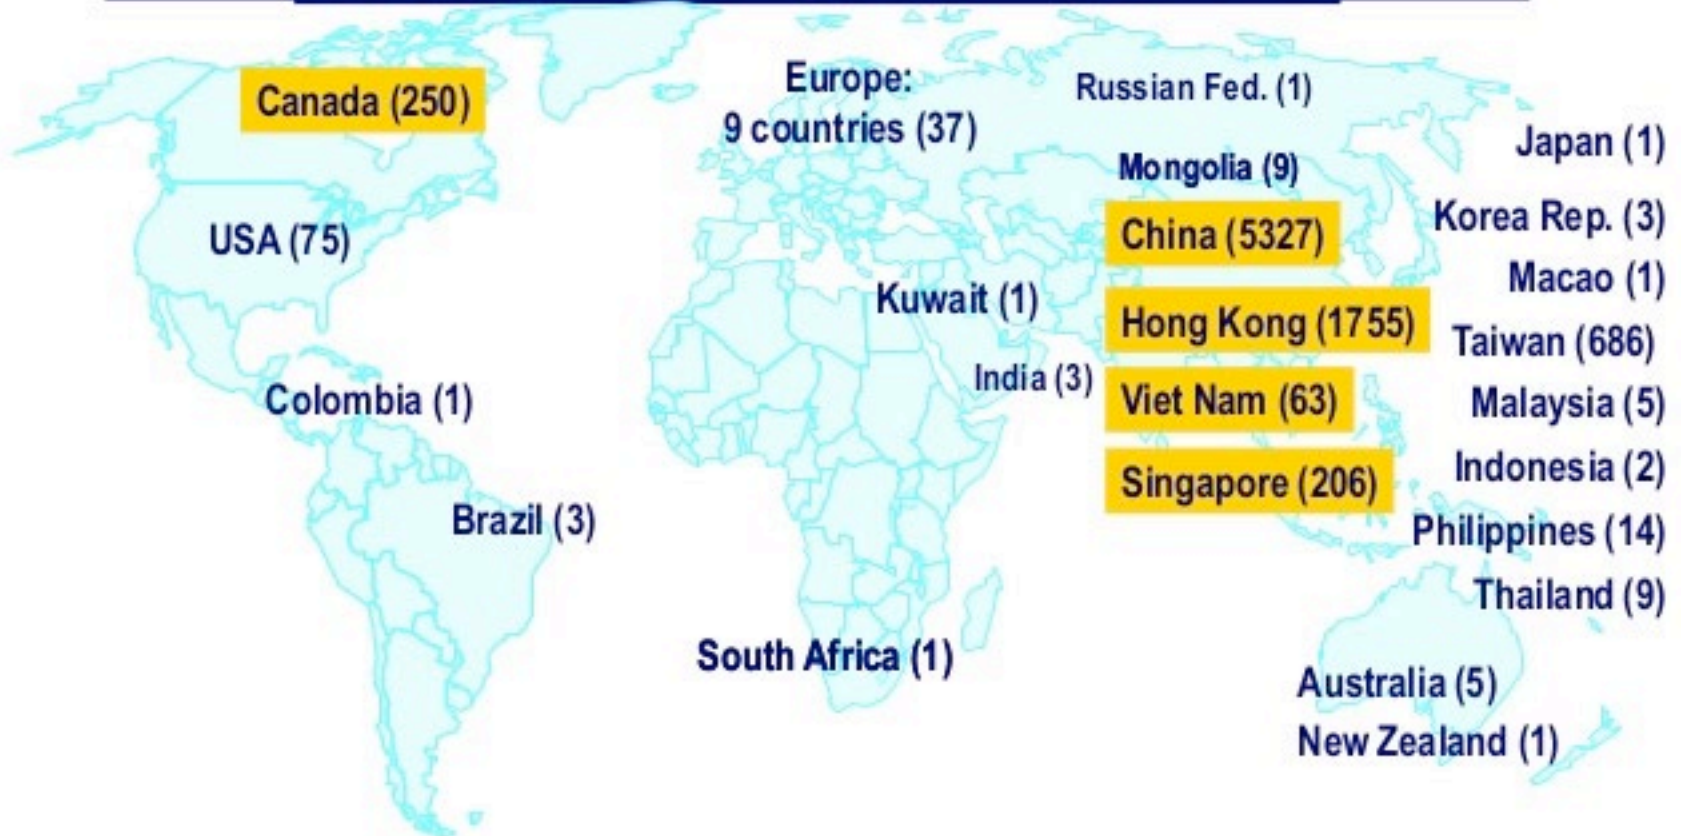 Canada (250)
Europe:
9 countries (37)
Russian Fed. (1)
Japan (1)
Mongolia (9)
Korea Rep. (3)
China (5327)
USA (75)
Macao (1)
Kuwait (1)
Hong Kong (1755)
Taiwan (686)
India (3)
Colombia (1)
Viet Nam (63)
Malaysia (5)
Indonesia (2)
Singapore (206)
Brazil (3)
Philippines (14)
Thailand (9)
South Africa (1)
Australia (5)
New Zealand (1)